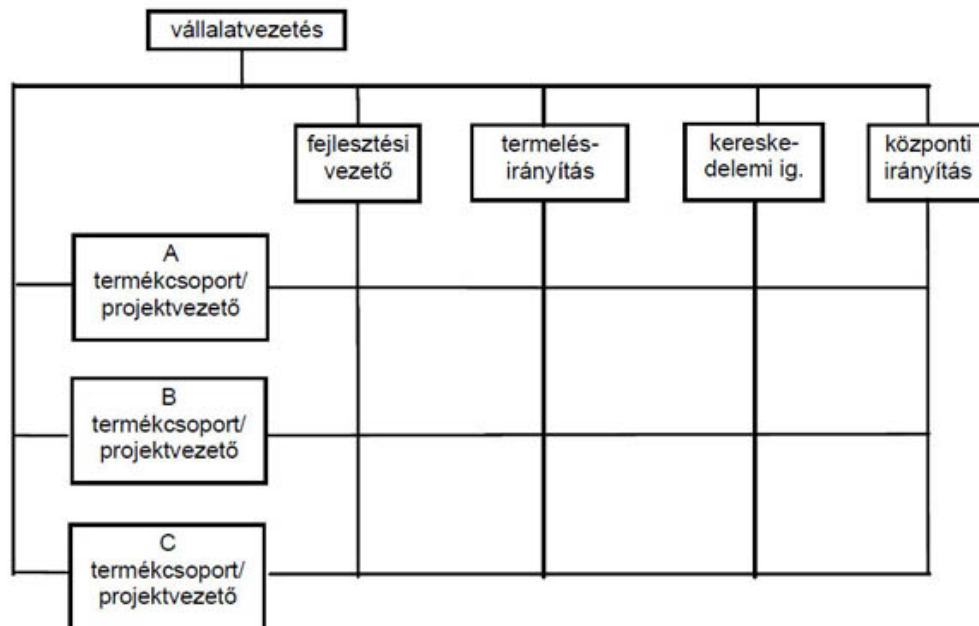 vállalatvezetés
fejlesztési
vezető
termelés-
irányítás
kereske-
delemi ig.
központi
irányítás
A
termékcsoport/
projektvezető
B
termékcsoport/
projektvezető
C
termékcsoport/
projektvezető